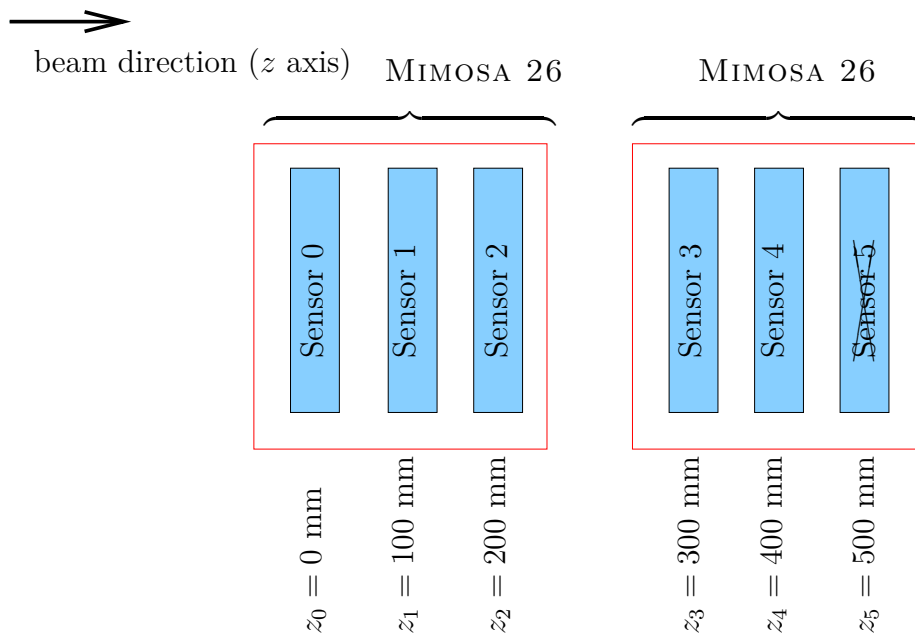 beam direction (z axis)
MIMOSA 26
MIMOSA 26
Sensor 0
Sensor 1
Sensor 2
Sensor 3
Sensor 4
Sensor 5
z₀ = 0 mm
z₁ = 100 mm
z₂ = 200 mm
z₃ = 300 mm
z₄ = 400 mm
z₅ = 500 mm